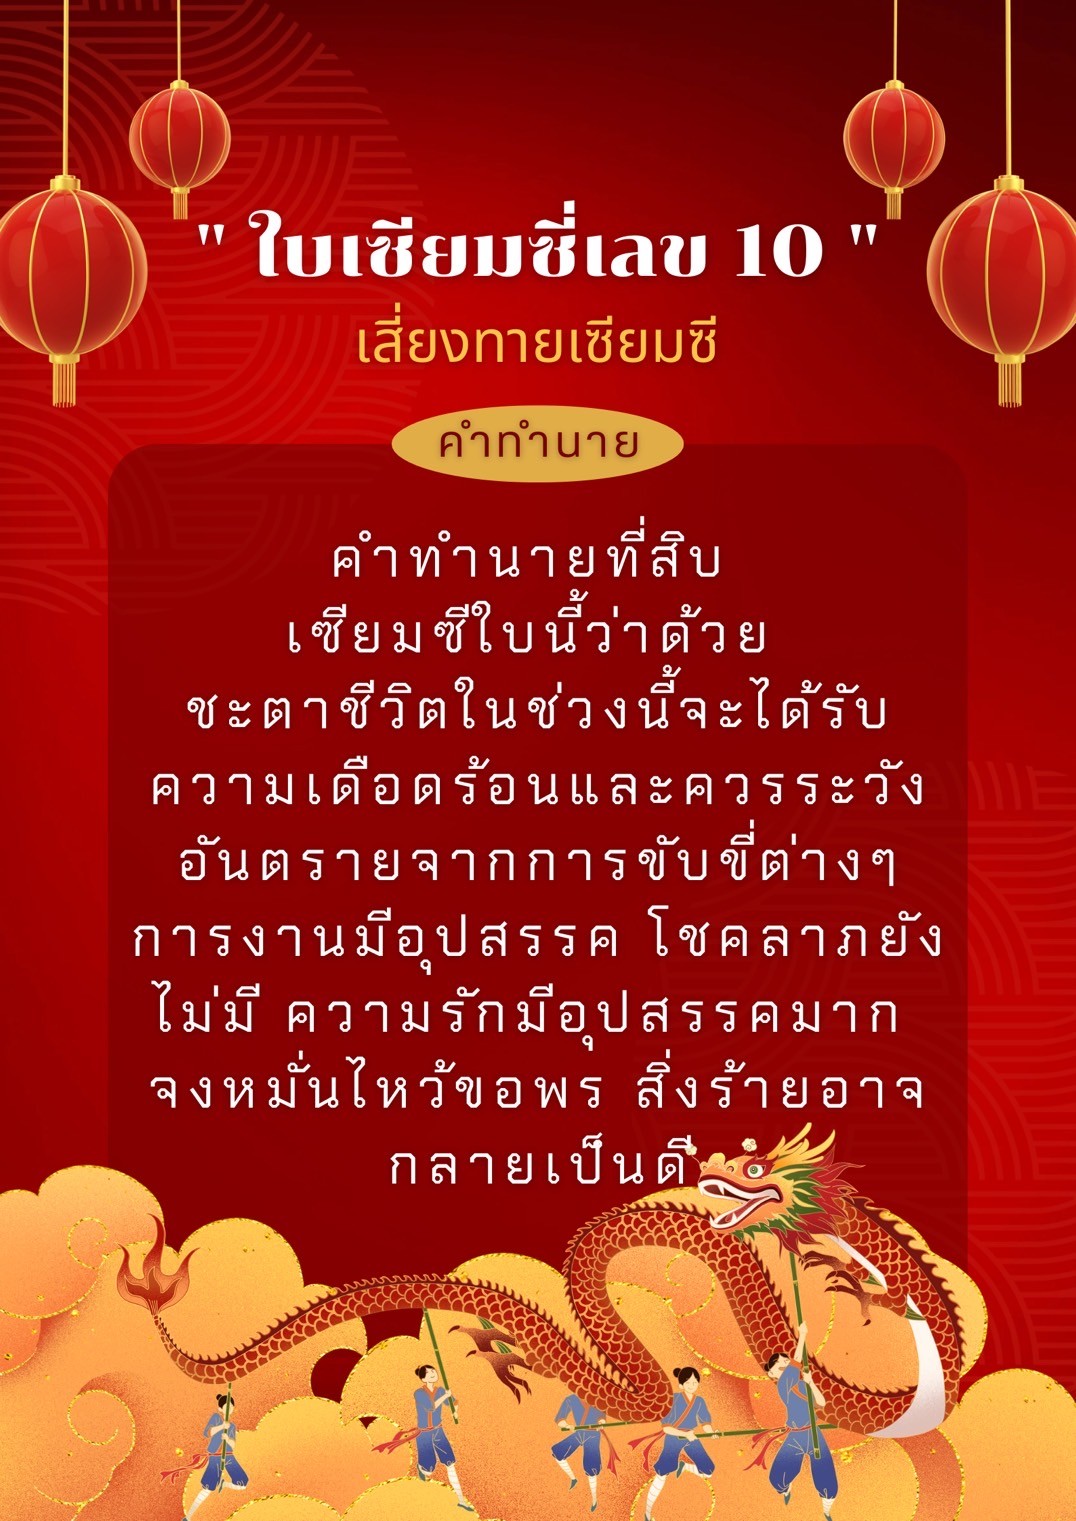 " ใบเซียมซี่เลข 10 "
เสี่ยงทายเซียมซี
คำทำนาย
คำทำนายที่สิบ
เซียมซีใบนี้ว่าด้วย
ชะตาชีวิตในช่วงนี้จะได้รับ
ความเดือดร้อนและควรระวัง
อันตรายจากการขับขี่ต่างๆ
การงานมีอุปสรรค โชคลาภยัง
ไม่มี ความรักมีอุปสรรคมาก
จงหมั่นไหว้ขอพร สิ่งร้ายอาจ
กลายเป็นดี